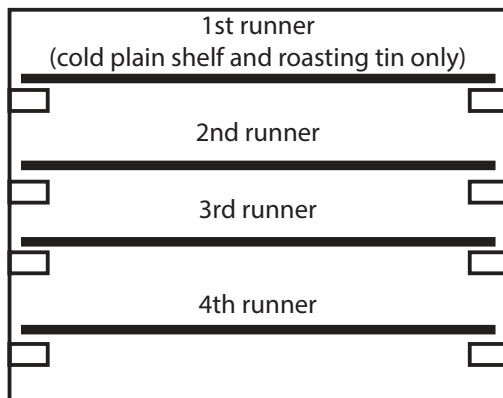 1st runner
(cold plain shelf and roasting tin only)
2nd runner
3rd runner
4th runner